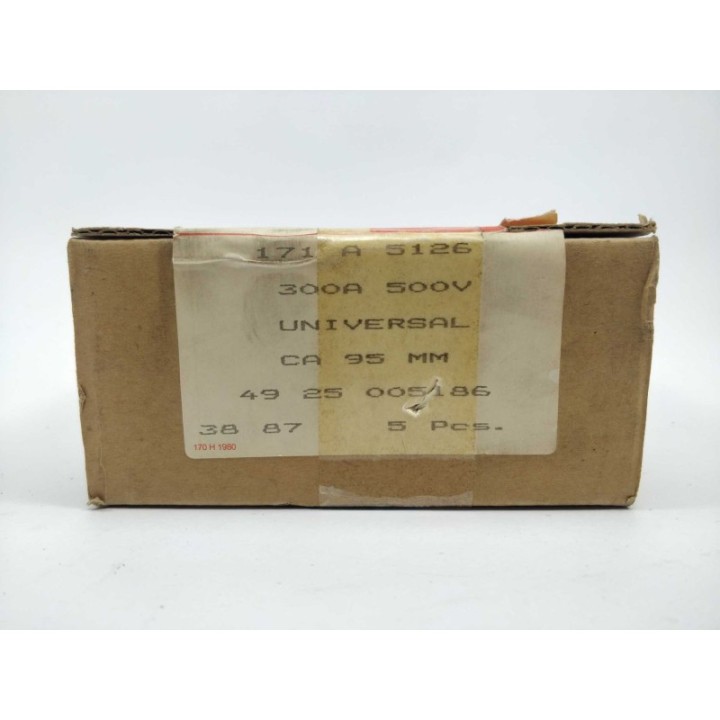 171 A 5126
300A 500V
UNIVERSAL
CA 95 MM
49 25 005186
38 87 5 Pcs.
170 H 1980